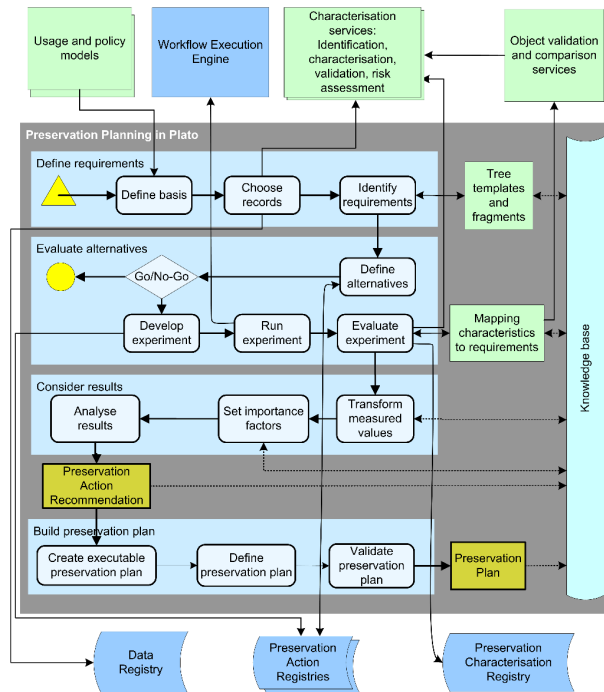 Usage and policy
models
Workflow Execution
Engine
Characterisation
services:
Identification,
characterisation,
validation, risk
assessment
Object validation
and comparison
services
Preservation Planning in Plato
Define requirements
Define basis
Choose
records
Identify
requirements
Tree
templates
and
fragments
Evaluate alternatives
Go/No-Go
Define
alternatives
Develop
experiment
Run
experiment
Evaluate
experiment
Mapping
characteristics
to requirements
Knowledge base
Consider results
Analyse
results
Set importance
factors
Transform
measured
values
Preservation
Action
Recommendation
Build preservation plan
Create executable
preservation plan
Define
preservation plan
Validate
preservation
plan
Preservation
Plan
Data
Registry
Preservation
Action
Registries
Preservation
Characterisation
Registry